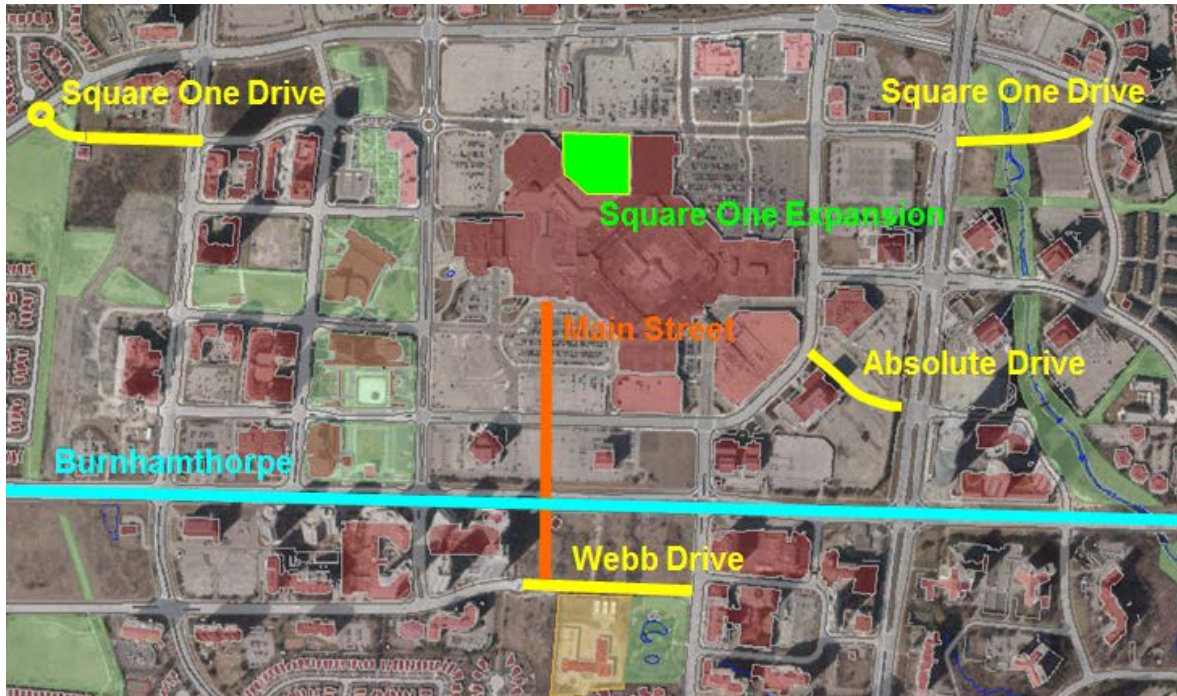 Square One Drive
Square One Drive
Square One Expansion
Main Street
Absolute Drive
Burnhamthorpe
Webb Drive